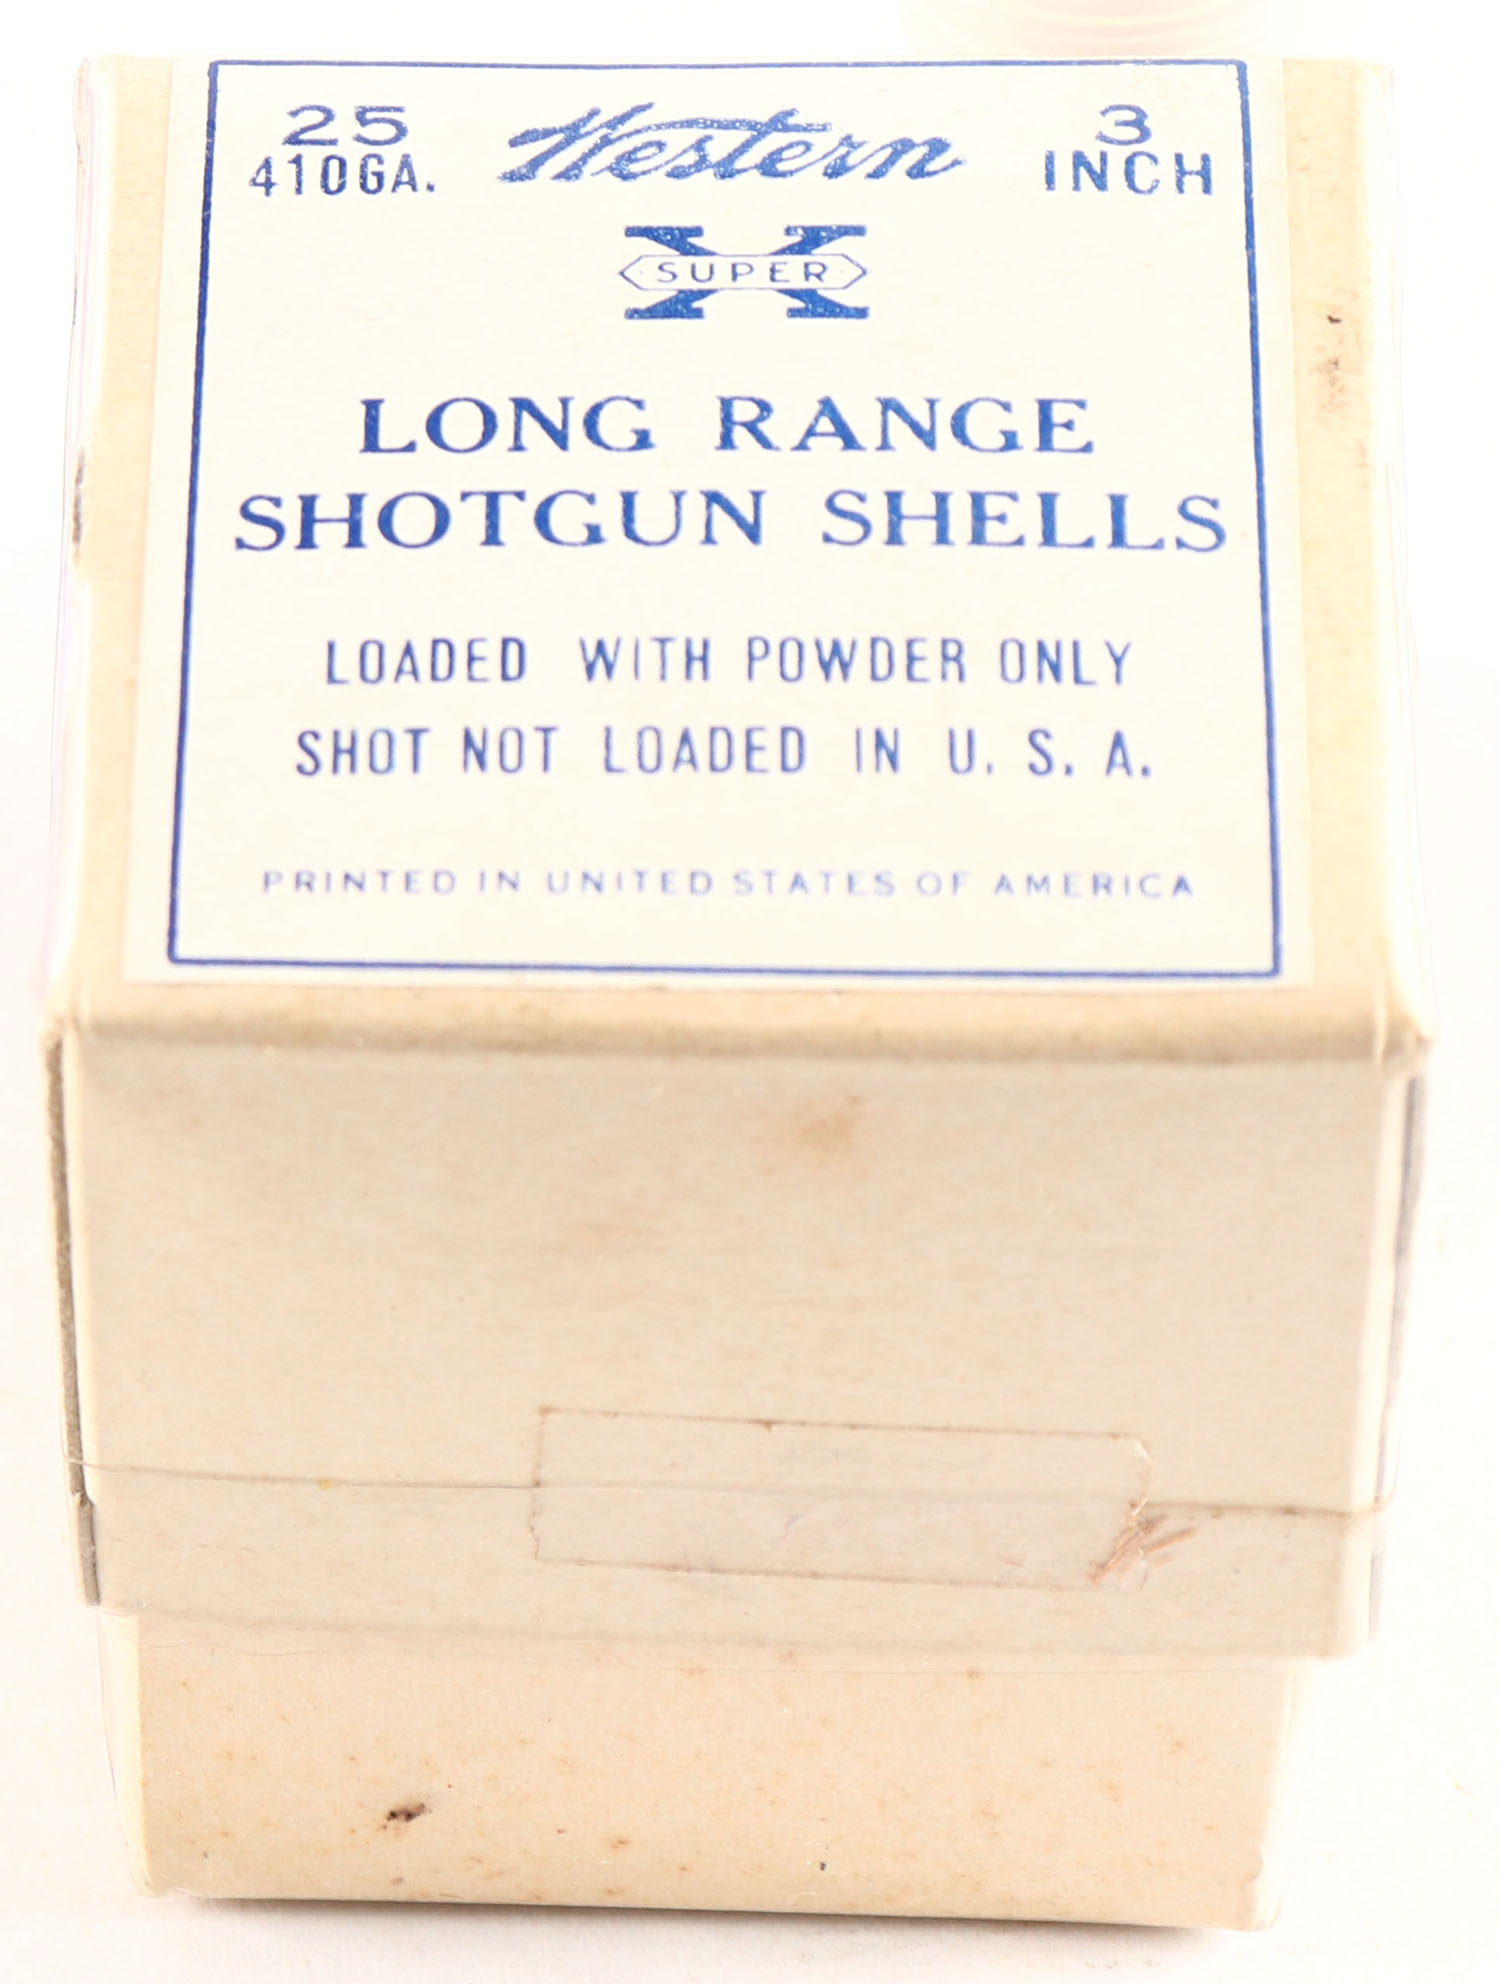 25 Western 3
410GA. INCH
SUPER X
LONG RANGE
SHOTGUN SHELLS
LOADED WITH POWDER ONLY
SHOT NOT LOADED IN U. S. A.
PRINTED IN UNITED STATES OF AMERICA